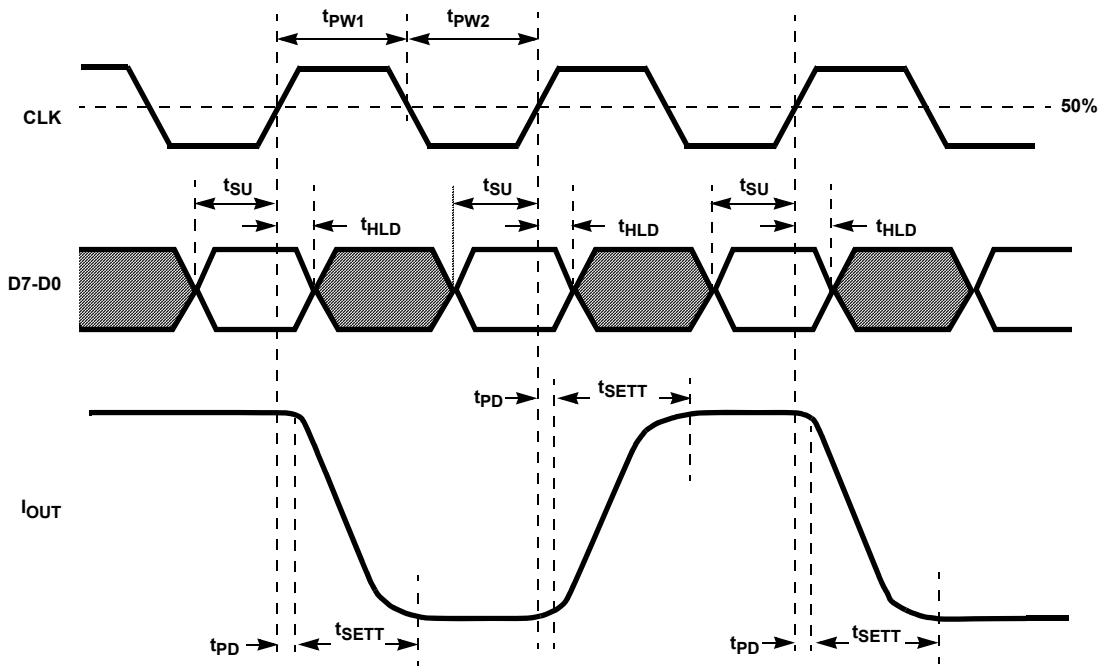 tPW1 tPW2
CLK
50%
tSU tSU tSU
tHLD tHLD tHLD
D7-D0
tPD tSETT
IOUT
tPD tSETT tPD tSETT